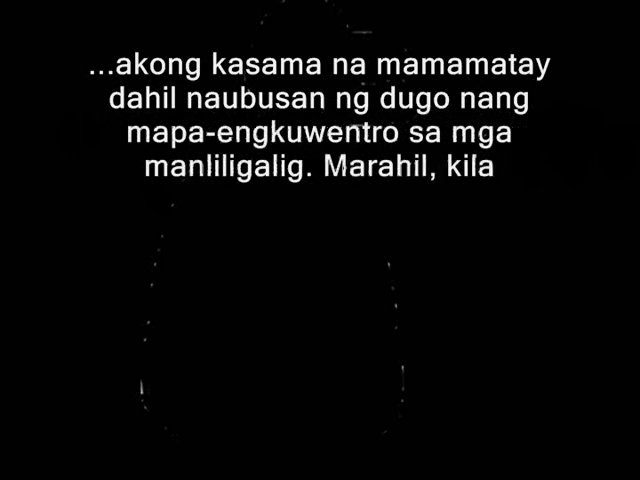 ...akong kasama na mamamatay
dahil naubusan ng dugo nang
mapa-engkuwentro sa mga
manliligalig. Marahil, kila